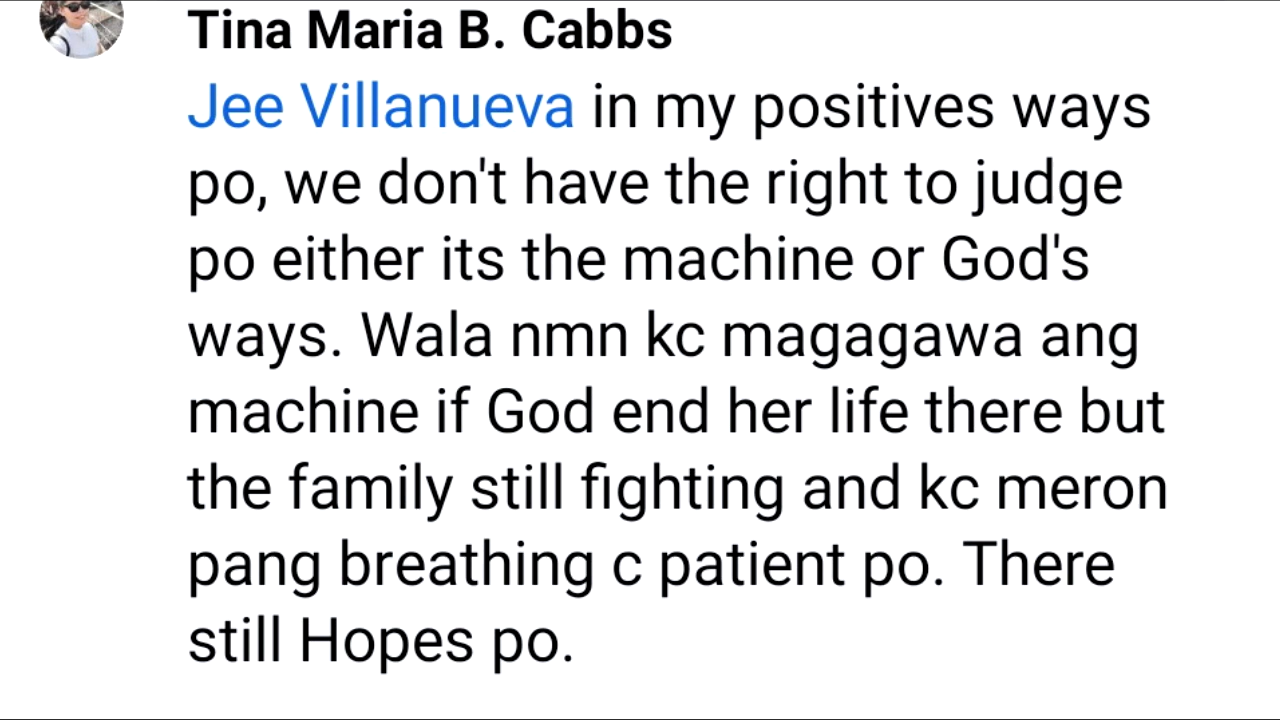 Tina Maria B. Cabbs
Jee Villanueva in my positives ways
po, we don't have the right to judge
po either its the machine or God's
ways. Wala nmn kc magagawa ang
machine if God end her life there but
the family still fighting and kc meron
pang breathing c patient po. There
still Hopes po.